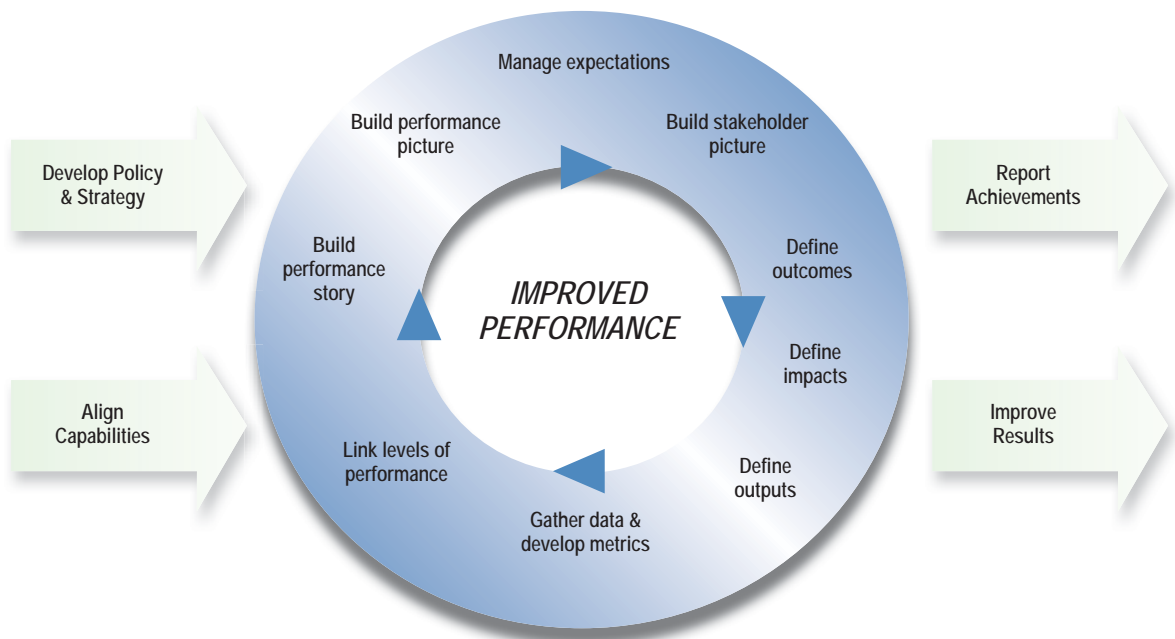 Manage expectations
Build stakeholder
picture
Define
outcomes
Define
impacts
Define
outputs
Gather data &
develop metrics
Link levels of
performance
Build
performance
story
Build performance
picture
IMPROVED
PERFORMANCE
Develop Policy
& Strategy
Align
Capabilities
Report
Achievements
Improve
Results